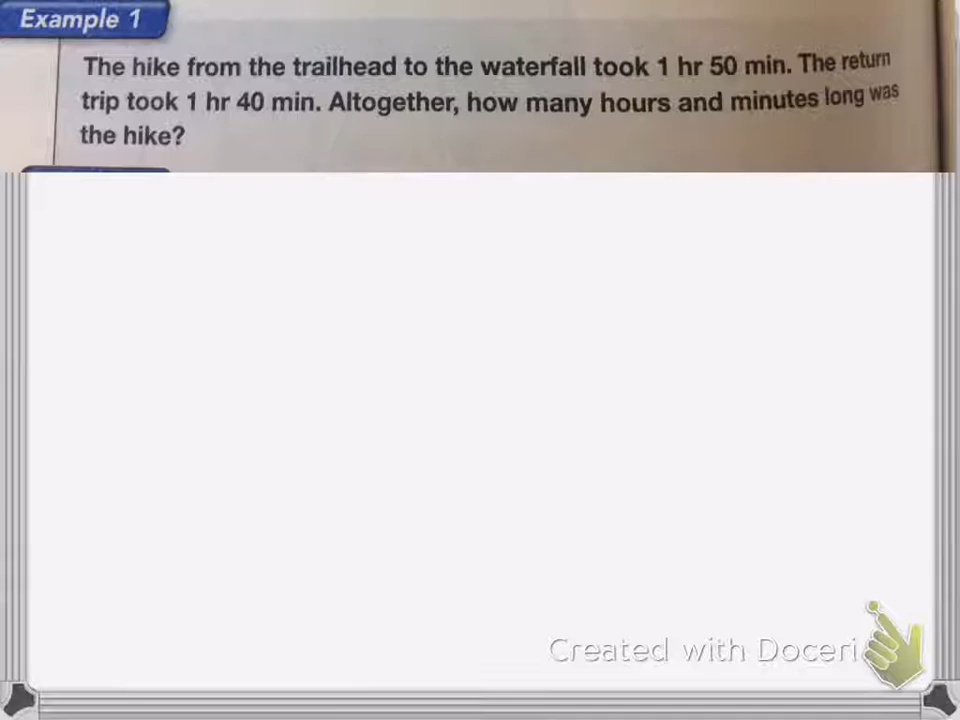 Example 1
The hike from the trailhead to the waterfall took 1 hr 50 min. The return
trip took 1 hr 40 min. Altogether, how many hours and minutes long was
the hike?
Created with Doceri